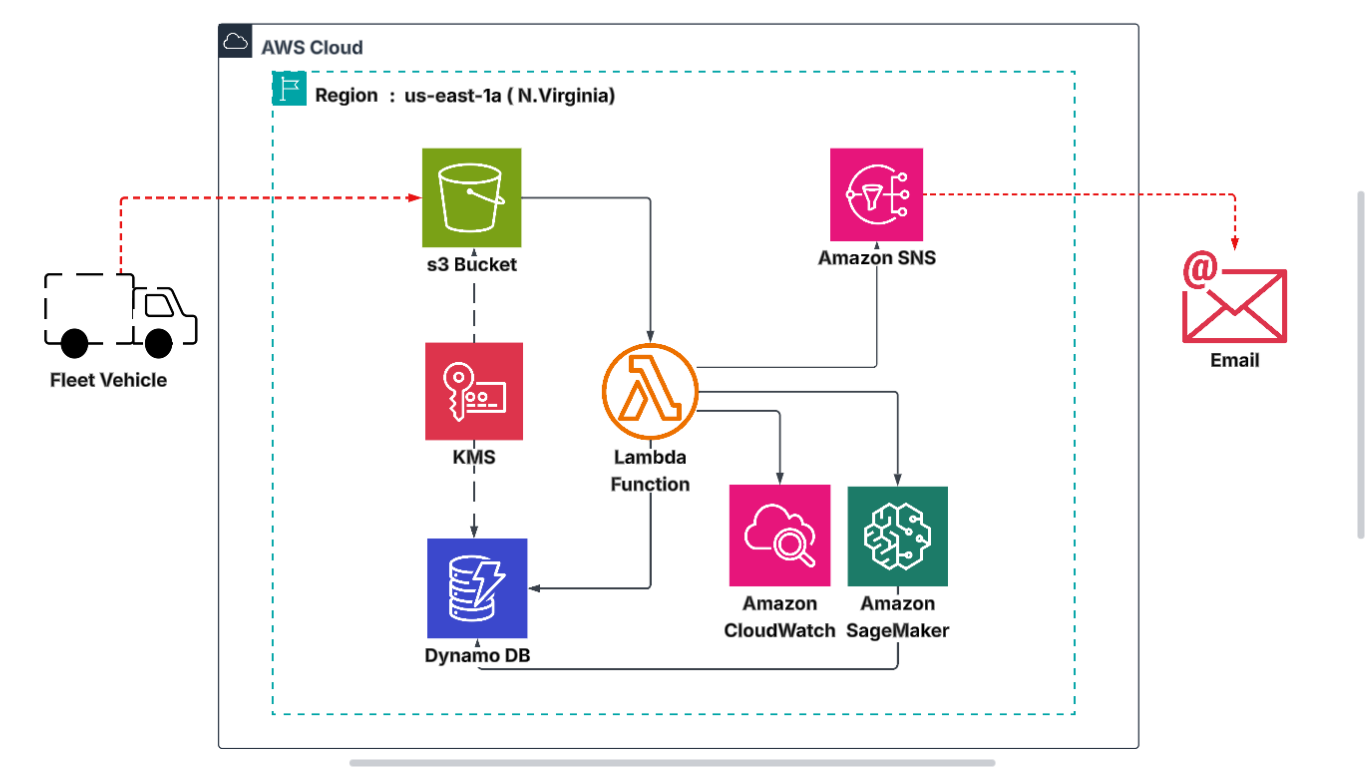 AWS Cloud
Region : us-east-1a ( N.Virginia)
s3 Bucket
Amazon SNS
Fleet Vehicle
Email
KMS
Lambda
Function
Amazon
CloudWatch
Amazon
SageMaker
Dynamo DB